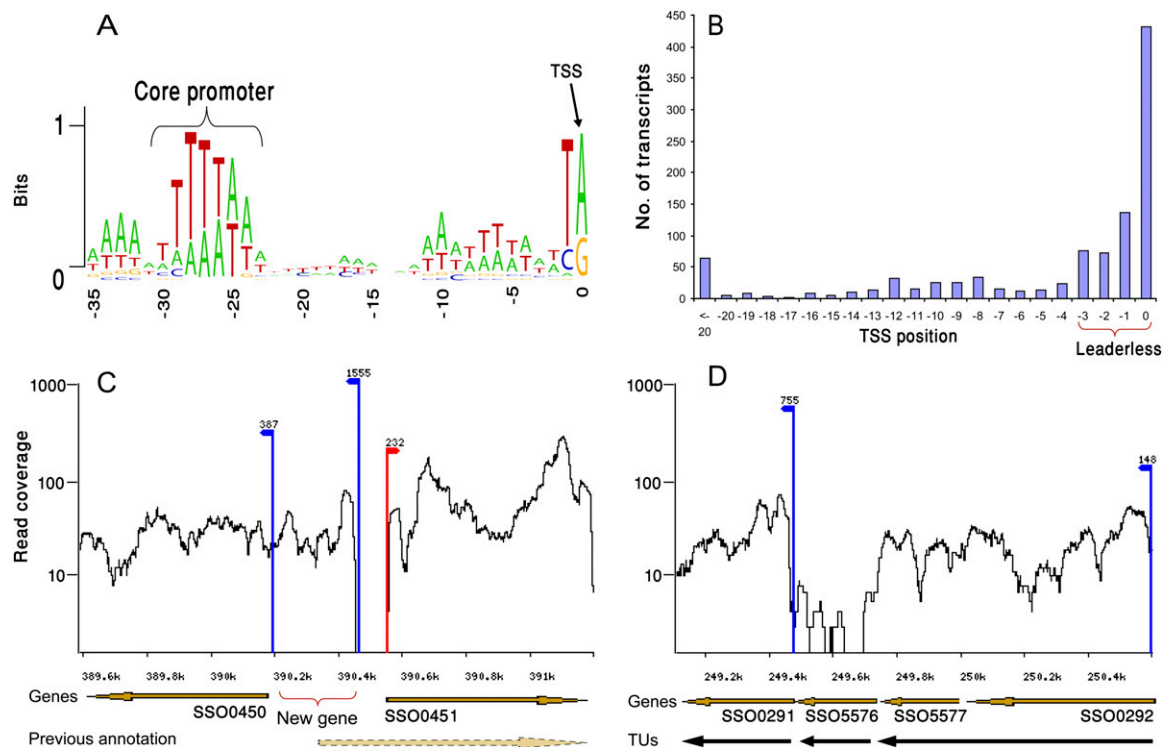 A
Core promoter
TSS
1
Bits
0
-35 -30 -25 -20 -15 -10 -5 0
B
No. of transcripts
450
400
350
300
250
200
150
100
50
0
<-20 -20 -19 -18 -17 -16 -15 -14 -13 -12 -11 -10 -9 -8 -7 -6 -5 -4 -3 -2 -1 0
TSS position
Leaderless
C
Read coverage
1000
100
10
387
1555
232
389.6k 389.8k 390k 390.2k 390.4k 390.6k 390.8k 391k
Genes
SSO0450
New gene
SSO0451
Previous annotation
D
1000
100
10
755
148
249.2k 249.4k 249.6k 249.8k 250k 250.2k 250.4k
Genes
SSO0291 SSO5576 SSO5577 SSO0292
TUs